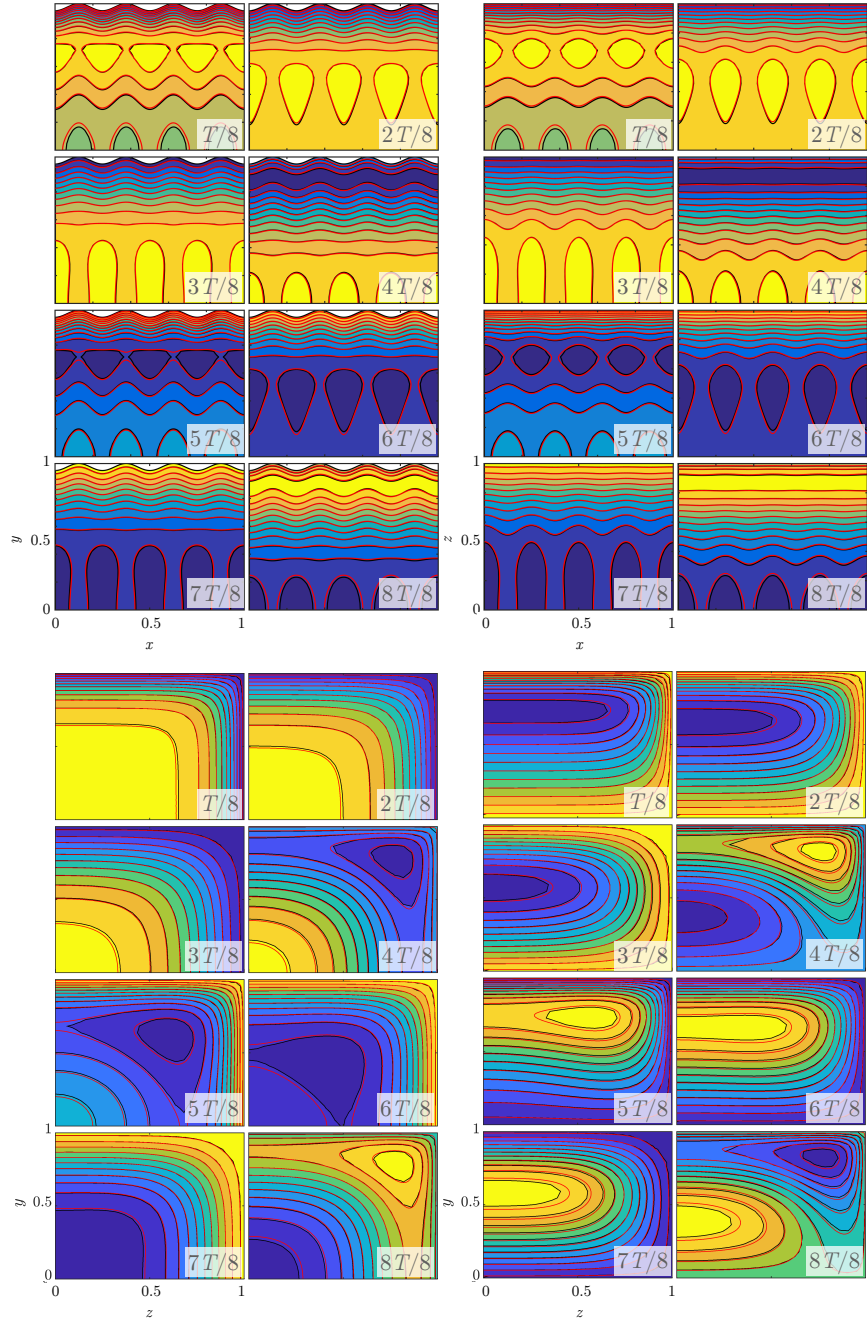 T/8 2T/8 T/8 2T/8
3T/8 4T/8 3T/8 4T/8
5T/8 6T/8 5T/8 6T/8
1 1
y 0.5 z 0.5
7T/8 8T/8 7T/8 8T/8
0 0
0 0.5 1 0 0.5 1
x x
T/8 2T/8 T/8 2T/8
3T/8 4T/8 3T/8 4T/8
5T/8 6T/8 5T/8 6T/8
1 1
y 0.5 y 0.5
7T/8 8T/8 7T/8 8T/8
0 0
0 0.5 1 0 0.5 1
z z